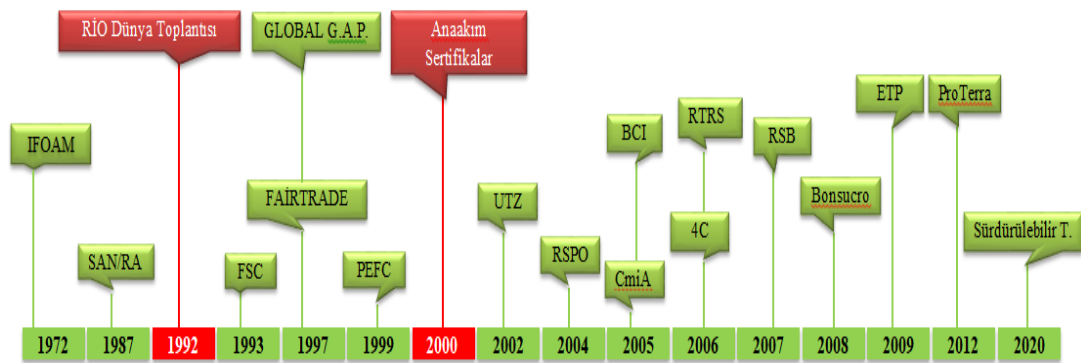 RİO Dünya Toplantısı
GLOBAL G.A.P.
Anaakım
Sertifikalar
ETP
ProTerra
IFOAM
BCI
RTRS
RSB
FAİRTRADE
UTZ
Bonsucro
SAN/RA
FSC
PEFC
RSPO
CmiA
4C
Sürdürülebilir T.
1972 1987 1992 1993 1997 1999 2000 2002 2004 2005 2006 2007 2008 2009 2012 2020